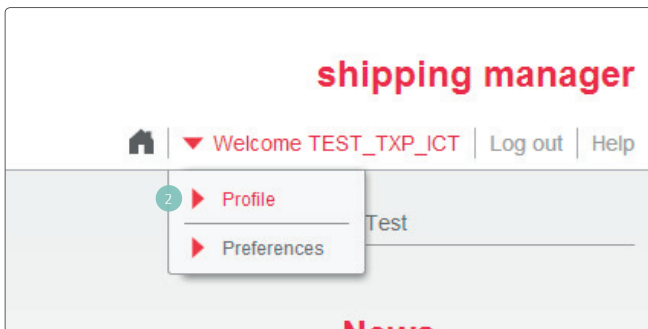 shipping manager
Welcome TEST_TXP_ICT Log out Help
2 Profile
Test
Preferences
News